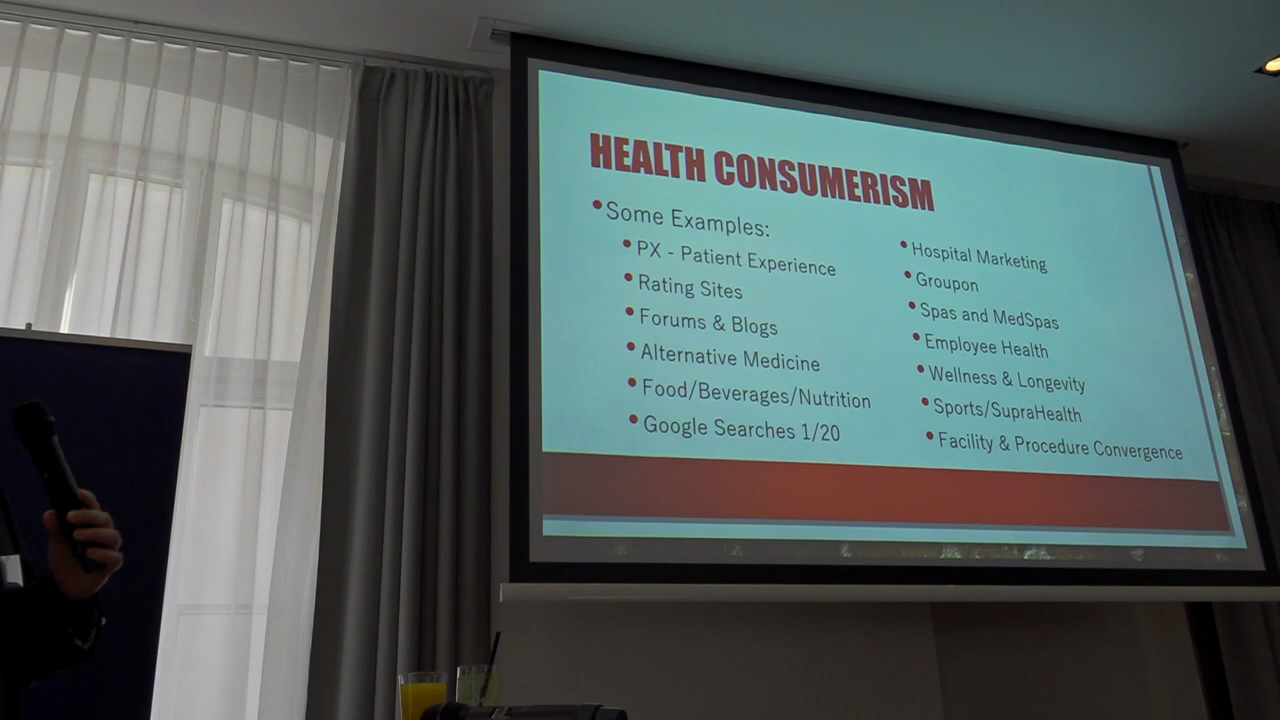 HEALTH CONSUMERISM
Some Examples:
PX - Patient Experience
Rating Sites
Forums & Blogs
Alternative Medicine
Food/Beverages/Nutrition
Google Searches 1/20
Hospital Marketing
Groupon
Spas and MedSpas
Employee Health
Wellness & Longevity
Sports/SupraHealth
Facility & Procedure Convergence